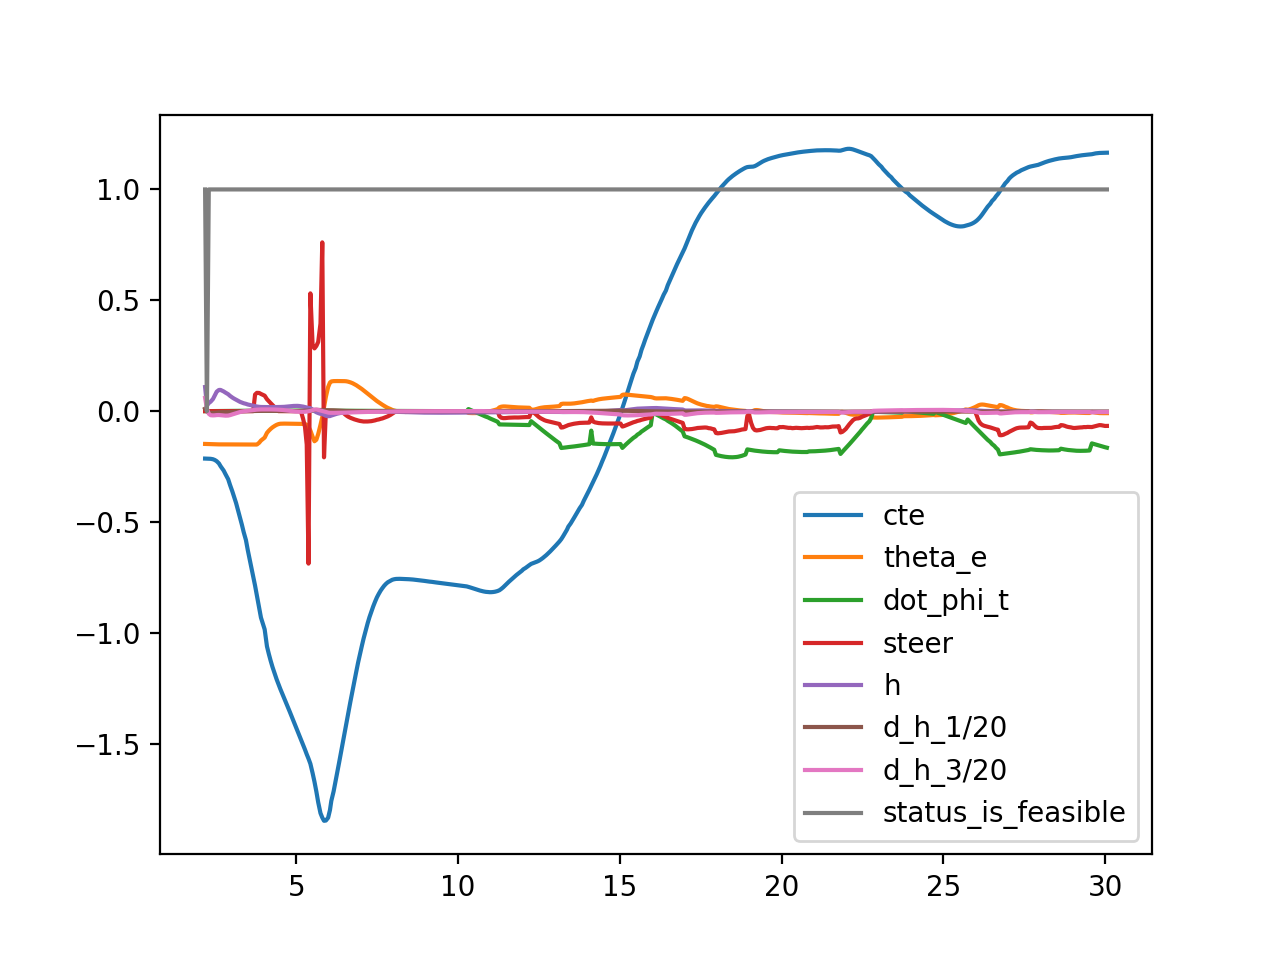 1.0
0.5
0.0
−0.5
−1.0
−1.5
5 10 15 20 25 30
cte
theta_e
dot_phi_t
steer
h
d_h_1/20
d_h_3/20
status_is_feasible